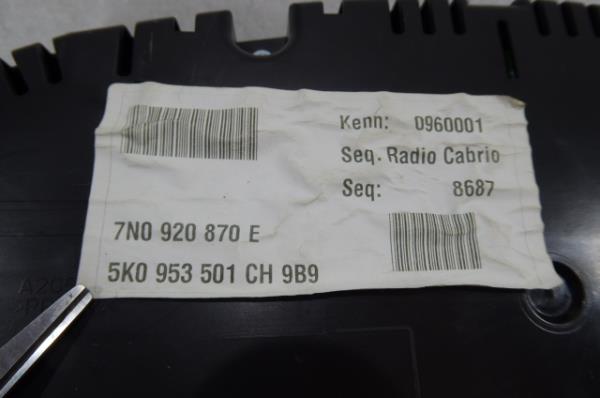 Kenn: 0960001
Seq. Radio Cabrio
Seq: 8687
7N0 920 870 E
5K0 953 501 CH 9B9